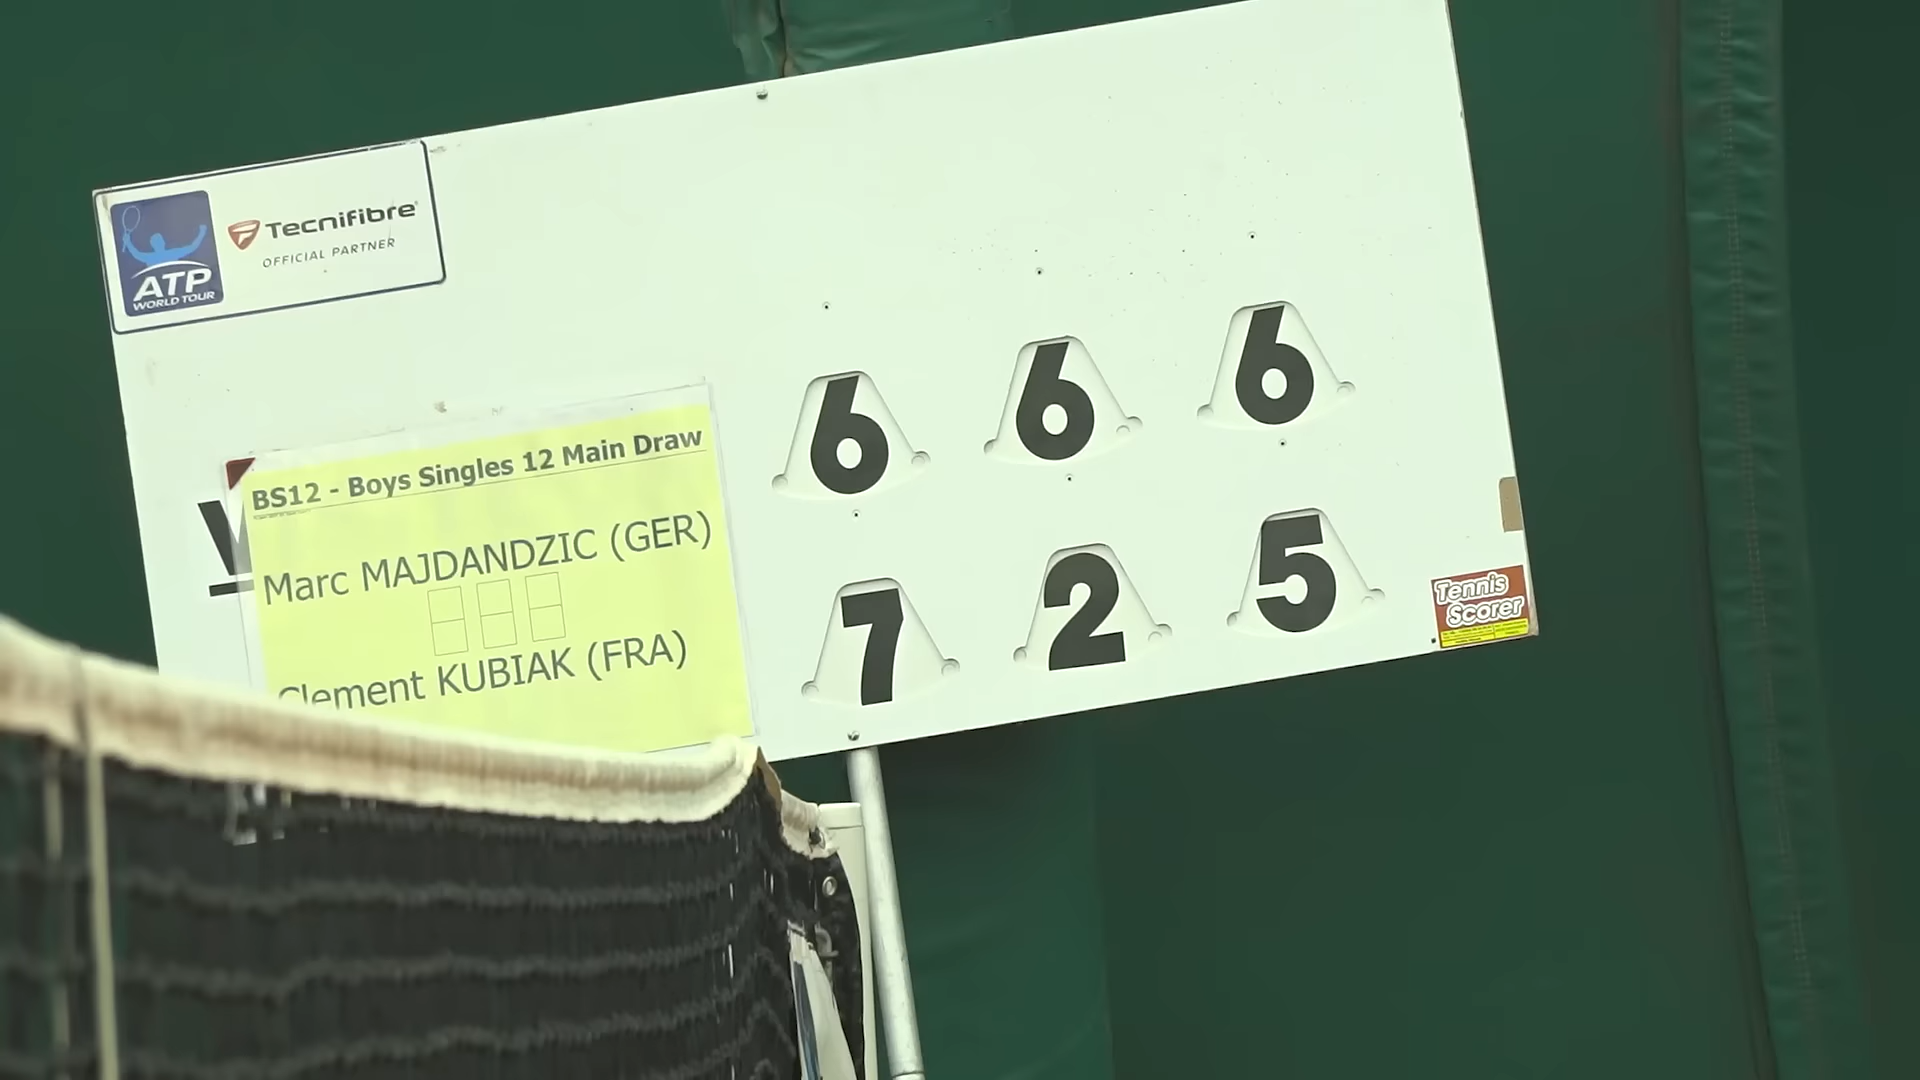 ATP
WORLD TOUR
Tecnifibre
OFFICIAL PARTNER
BS12 - Boys Singles 12 Main Draw
Marc MAJDANDZIC (GER)
Clement KUBIAK (FRA)
6 6 6
7 2 5
Tennis
Scorer